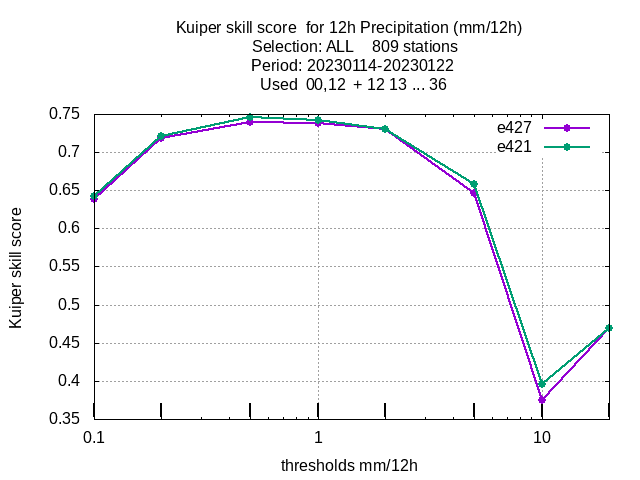 Kuiper skill score  for 12h Precipitation (mm/12h)
Selection: ALL    809 stations
Period: 20230114-20230122
Used  00,12  + 12 13 ... 36
0.75
0.7
0.65
0.6
0.55
0.5
0.45
0.4
0.35
Kuiper skill score
e427
e421
0.1 1 10
thresholds mm/12h